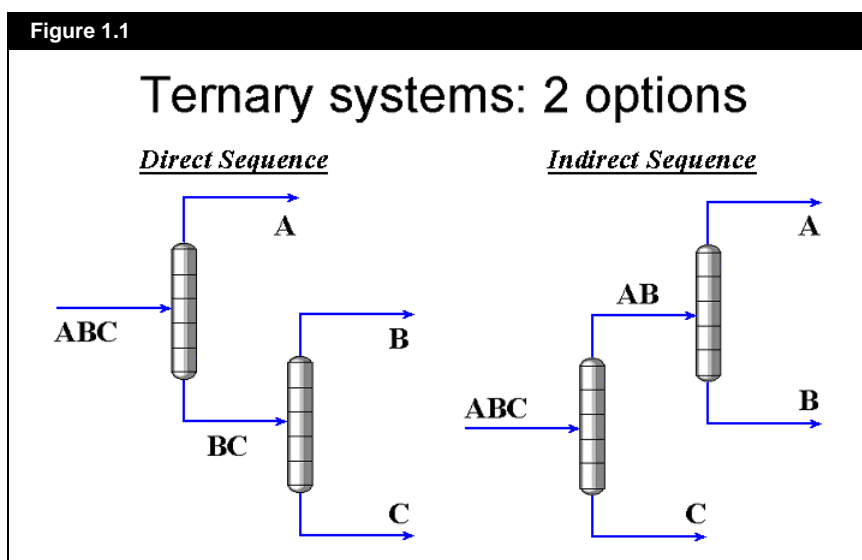 Figure 1.1
Ternary systems: 2 options
Direct Sequence
Indirect Sequence
A
ABC
B
BC
C
A
AB
ABC
B
C